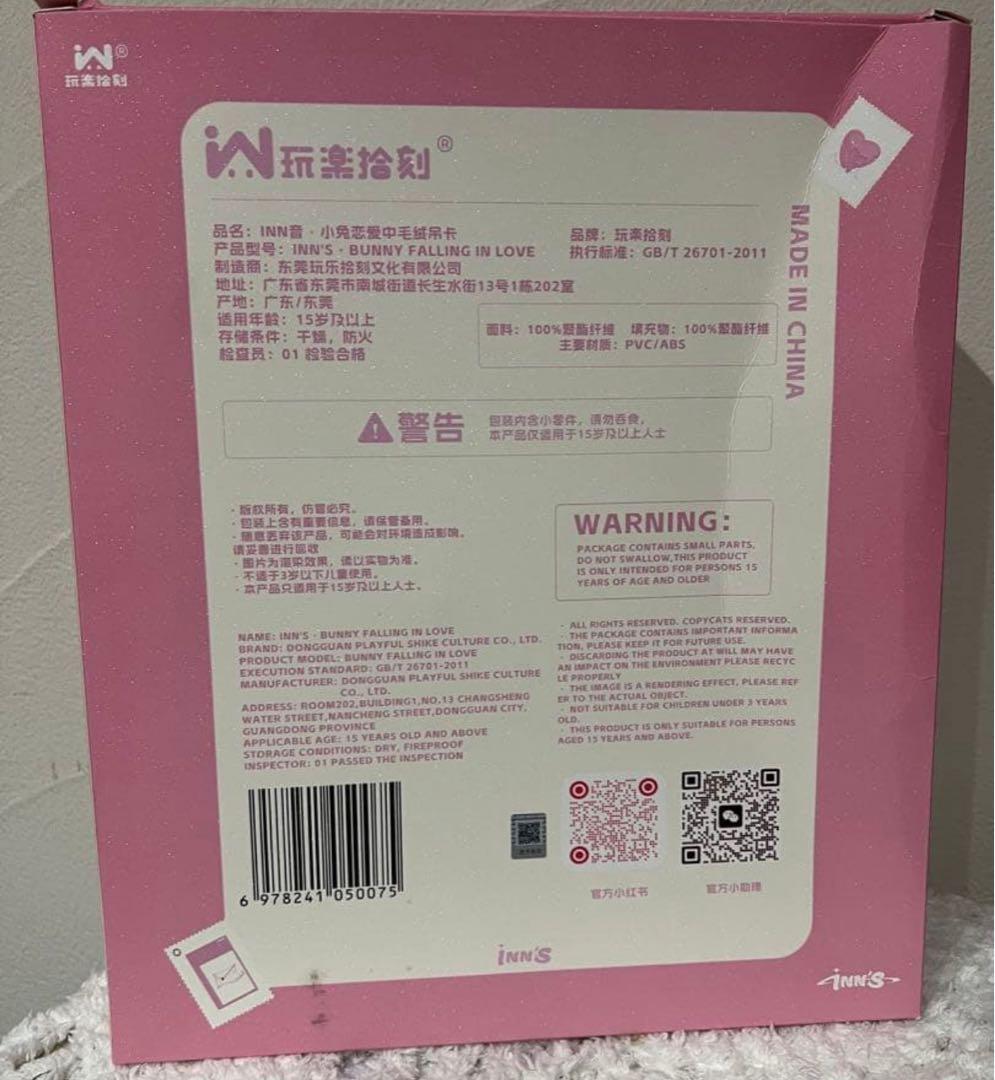 iN®
玩楽拾刻
iN玩楽拾刻®
品名：INN音·小兔恋爱中毛绒吊卡
品牌：玩楽拾刻
产品型号：INN'S · BUNNY FALLING IN LOVE
执行标准：GB/T 26701-2011
制造商：东莞玩乐拾刻文化有限公司
地址：广东省东莞市南城街道长生水街13号1栋202室
产地：广东/东莞
适用年龄：15岁及以上
存储条件：干燥，防火
检查员：01 检验合格
面料：100%聚酯纤维 填充物：100%聚酯纤维
主要材质：PVC/ABS
MADE IN CHINA
警告
包装内含小零件，请勿吞食，
本产品仅适用于15岁及以上人士
· 版权所有，仿冒必究。
· 包装上含有重要信息，请保管备用。
· 随意丢弃该产品，可能会对环境造成影响。
请妥善进行回收
· 图片为渲染效果，请以实物为准。
· 不适于3岁以下儿童使用。
· 本产品只适用于15岁及以上人士。
WARNING:
PACKAGE CONTAINS SMALL PARTS,
DO NOT SWALLOW,THIS PRODUCT
IS ONLY INTENDED FOR PERSONS 15
YEARS OF AGE AND OLDER
NAME: INN'S · BUNNY FALLING IN LOVE
BRAND: DONGGUAN PLAYFUL SHIKE CULTURE CO., LTD.
PRODUCT MODEL: BUNNY FALLING IN LOVE
EXECUTION STANDARD: GB/T 26701-2011
MANUFACTURER: DONGGUAN PLAYFUL SHIKE CULTURE
CO., LTD.
ADDRESS: ROOM202,BUILDING1,NO.13 CHANGSHENG
WATER STREET,NANCHENG STREET,DONGGUAN CITY,
GUANGDONG PROVINCE
APPLICABLE AGE: 15 YEARS OLD AND ABOVE
STORAGE CONDITIONS: DRY, FIREPROOF
INSPECTOR: 01 PASSED THE INSPECTION
· ALL RIGHTS RESERVED. COPYCATS RESERVED.
· THE PACKAGE CONTAINS IMPORTANT INFORMA
TION, PLEASE KEEP IT FOR FUTURE USE.
· DISCARDING THE PRODUCT AT WILL MAY HAVE
AN IMPACT ON THE ENVIRONMENT PLEASE RECYC
LE PROPERLY
· THE IMAGE IS A RENDERING EFFECT, PLEASE REF
ER TO THE ACTUAL OBJECT.
· NOT SUITABLE FOR CHILDREN UNDER 3 YEARS
OLD.
· THIS PRODUCT IS ONLY SUITABLE FOR PERSONS
AGED 15 YEARS AND ABOVE.
6 978241 050075
官方小红书
官方小助理
iNN'S
iNN'S